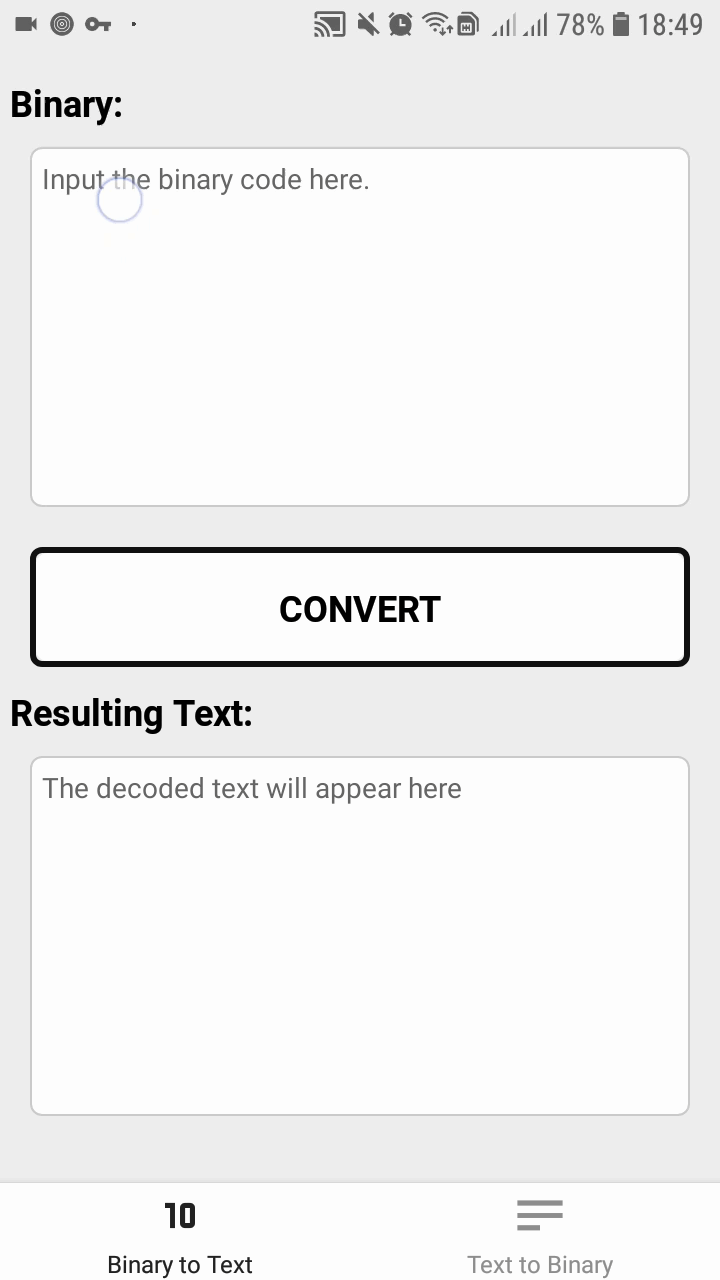 78% 18:49
Binary:
Input the binary code here.
CONVERT
Resulting Text:
The decoded text will appear here
10
Binary to Text
Text to Binary